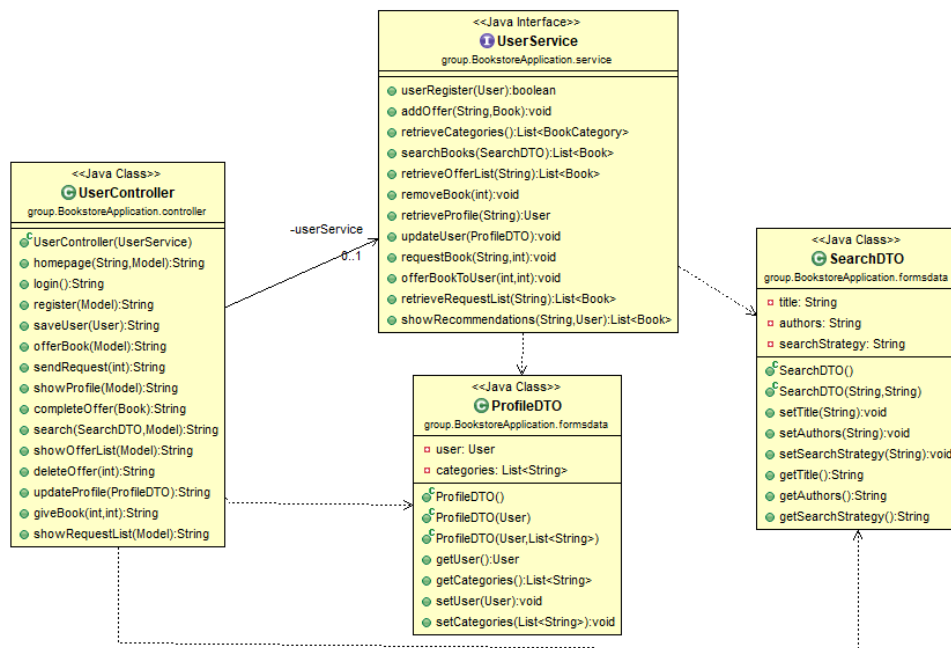 <<Java Interface>>
UserService
group.BookstoreApplication.service
userRegister(User):boolean
addOffer(String,Book):void
retrieveCategories():List<BookCategory>
searchBooks(SearchDTO):List<Book>
retrieveOfferList(String):List<Book>
removeBook(int):void
retrieveProfile(String):User
updateUser(ProfileDTO):void
requestBook(String,int):void
offerBookToUser(int,int):void
retrieveRequestList(String):List<Book>
showRecommendations(String,User):List<Book>
<<Java Class>>
UserController
group.BookstoreApplication.controller
UserController(UserService)
homepage(String,Model):String
login():String
register(Model):String
saveUser(User):String
offerBook(Model):String
sendRequest(int):String
showProfile(Model):String
completeOffer(Book):String
search(SearchDTO,Model):String
showOfferList(Model):String
deleteOffer(int):String
updateProfile(ProfileDTO):String
giveBook(int,int):String
showRequestList(Model):String
-userService
0..1
<<Java Class>>
SearchDTO
group.BookstoreApplication.formsdata
title: String
authors: String
searchStrategy: String
SearchDTO()
SearchDTO(String,String)
setTitle(String):void
setAuthors(String):void
setSearchStrategy(String):void
getTitle():String
getAuthors():String
getSearchStrategy():String
<<Java Class>>
ProfileDTO
group.BookstoreApplication.formsdata
user: User
categories: List<String>
ProfileDTO()
ProfileDTO(User)
ProfileDTO(User,List<String>)
getUser():User
getCategories():List<String>
setUser(User):void
setCategories(List<String>):void